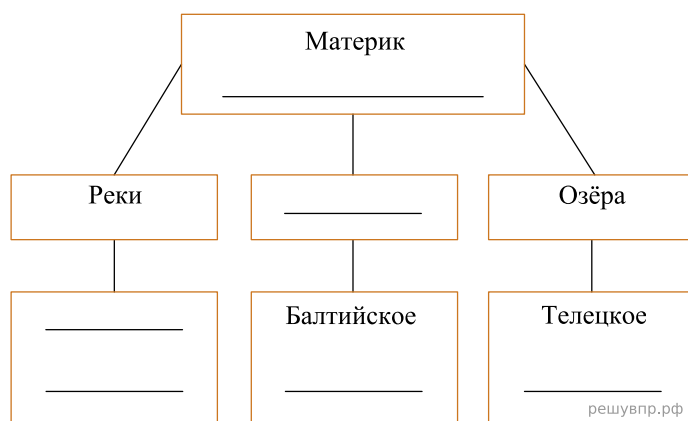 Материк
Реки
Озёра
Балтийское
Телецкое
решувпр.рф